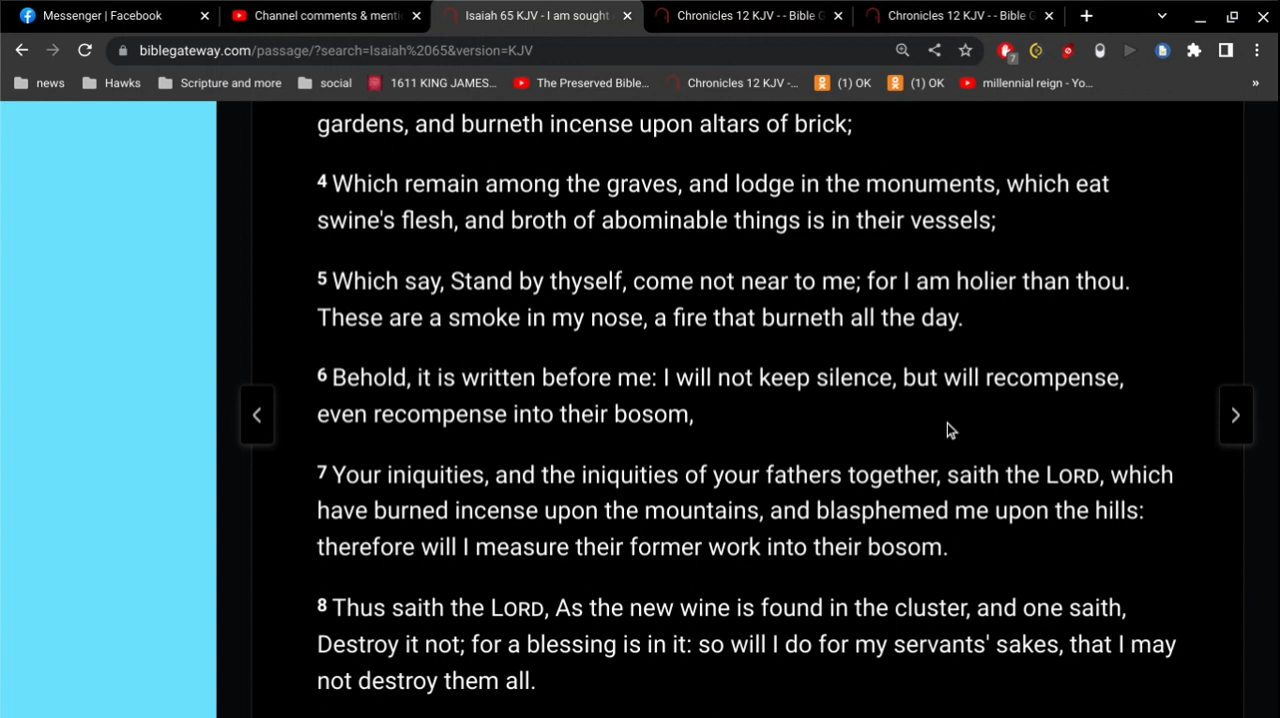 Messenger | Facebook
Channel comments & menti
Isaiah 65 KJV - I am sought
Chronicles 12 KJV - - Bible G
Chronicles 12 KJV - - Bible G
biblegateway.com/passage/?search=Isaiah%2065&version=KJV
7
news
Hawks
Scripture and more
social
1611 KING JAMES...
The Preserved Bible...
Chronicles 12 KJV -...
(1) OK
(1) OK
millennial reign - Yo...
gardens, and burneth incense upon altars of brick;
4 Which remain among the graves, and lodge in the monuments, which eat
swine's flesh, and broth of abominable things is in their vessels;
5 Which say, Stand by thyself, come not near to me; for I am holier than thou.
These are a smoke in my nose, a fire that burneth all the day.
6 Behold, it is written before me: I will not keep silence, but will recompense,
even recompense into their bosom,
7 Your iniquities, and the iniquities of your fathers together, saith the LORD, which
have burned incense upon the mountains, and blasphemed me upon the hills:
therefore will I measure their former work into their bosom.
8 Thus saith the LORD, As the new wine is found in the cluster, and one saith,
Destroy it not; for a blessing is in it: so will I do for my servants' sakes, that I may
not destroy them all.